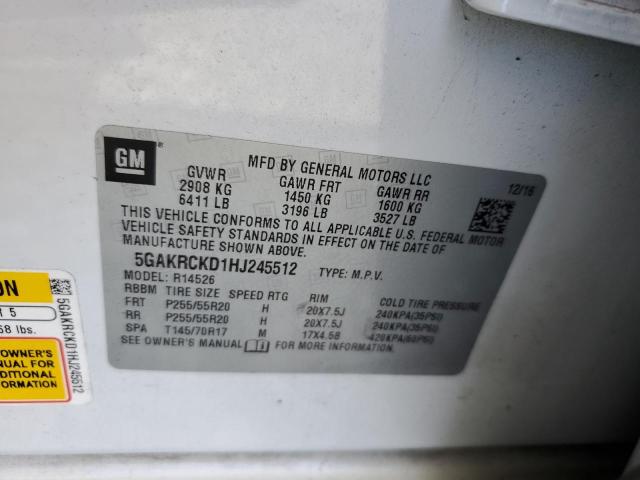 GM
MFD BY GENERAL MOTORS LLC
GVWR GAWR FRT GAWR RR 12/16
2908 KG 1450 KG 1600 KG
6411 LB 3196 LB 3527 LB
THIS VEHICLE CONFORMS TO ALL APPLICABLE U.S. FEDERAL MOTOR
VEHICLE SAFETY STANDARDS IN EFFECT ON THE DATE OF
MANUFACTURE SHOWN ABOVE.
5GAKRCKD1HJ245512 TYPE: M.P.V.
MODEL: R14526
RBBM TIRE SIZE SPEED RTG RIM COLD TIRE PRESSURE
FRT P255/55R20 H 20X7.5J 240KPA(35PSI)
RR P255/55R20 H 20X7.5J 240KPA(35PSI)
SPA T145/70R17 M 17X4.5B 420KPA(60PSI)
SEE OWNER'S MANUAL FOR MORE INFORMATION.
ON
5
58 lbs.
OWNER'S
NUAL FOR
DITIONAL
ORMATION
5GAKRCKD1HJ245512